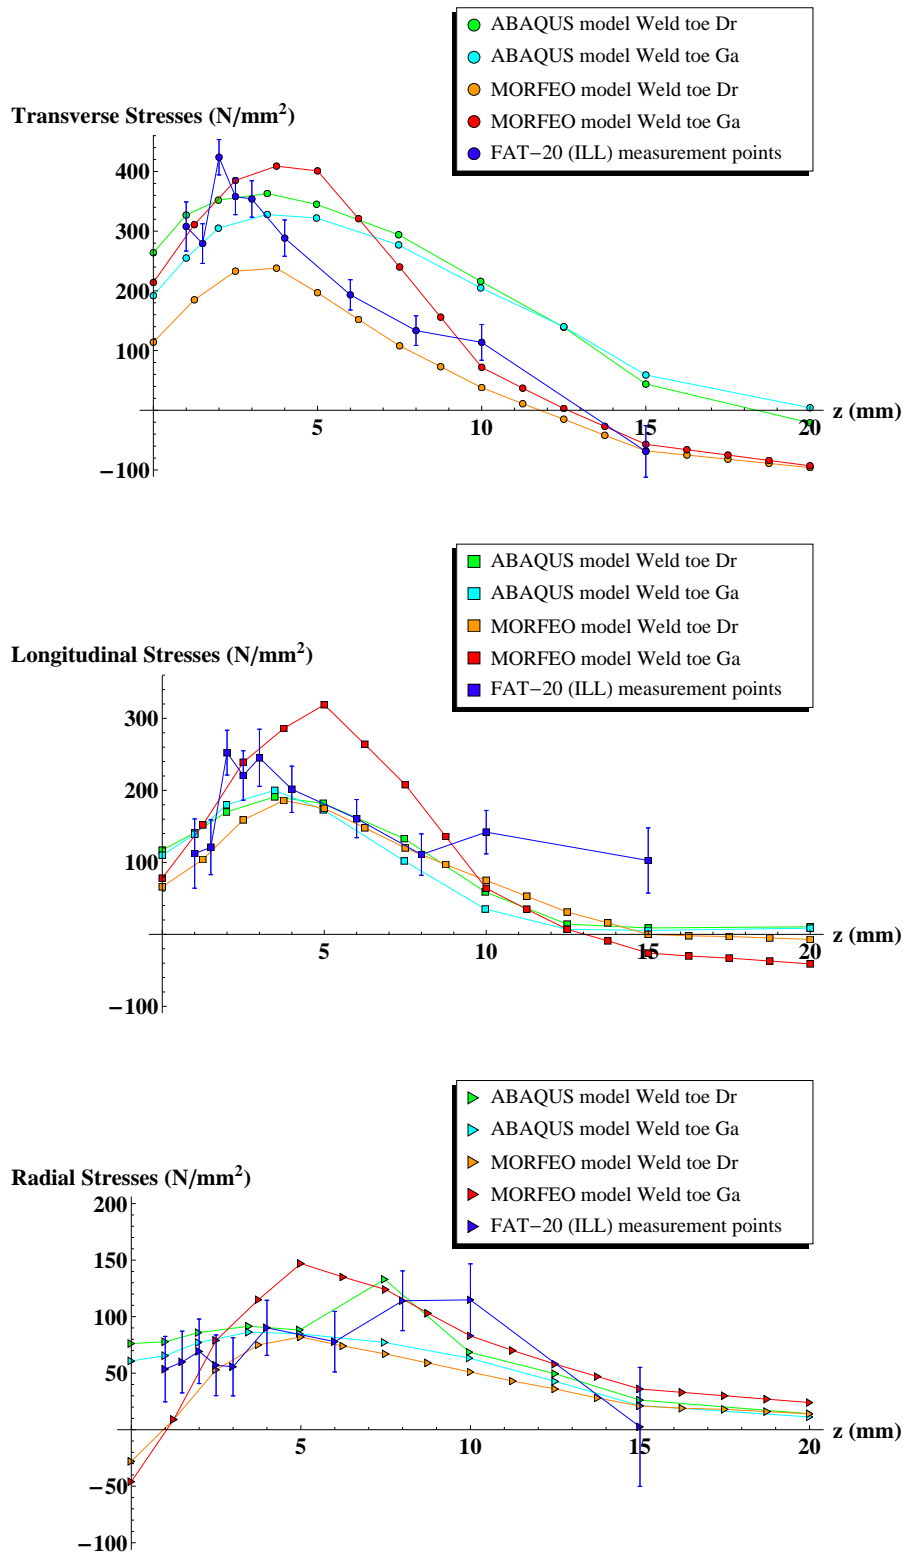 ABAQUS model Weld toe Dr
ABAQUS model Weld toe Ga
MORFEO model Weld toe Dr
MORFEO model Weld toe Ga
FAT−20 (ILL) measurement points
Transverse Stresses (N/mm²)
400
300
200
100
−100
5
10
15
20
z (mm)
ABAQUS model Weld toe Dr
ABAQUS model Weld toe Ga
MORFEO model Weld toe Dr
MORFEO model Weld toe Ga
FAT−20 (ILL) measurement points
Longitudinal Stresses (N/mm²)
300
200
100
−100
5
10
15
20
z (mm)
ABAQUS model Weld toe Dr
ABAQUS model Weld toe Ga
MORFEO model Weld toe Dr
MORFEO model Weld toe Ga
FAT−20 (ILL) measurement points
Radial Stresses (N/mm²)
200
150
100
50
−50
−100
5
10
15
20
z (mm)